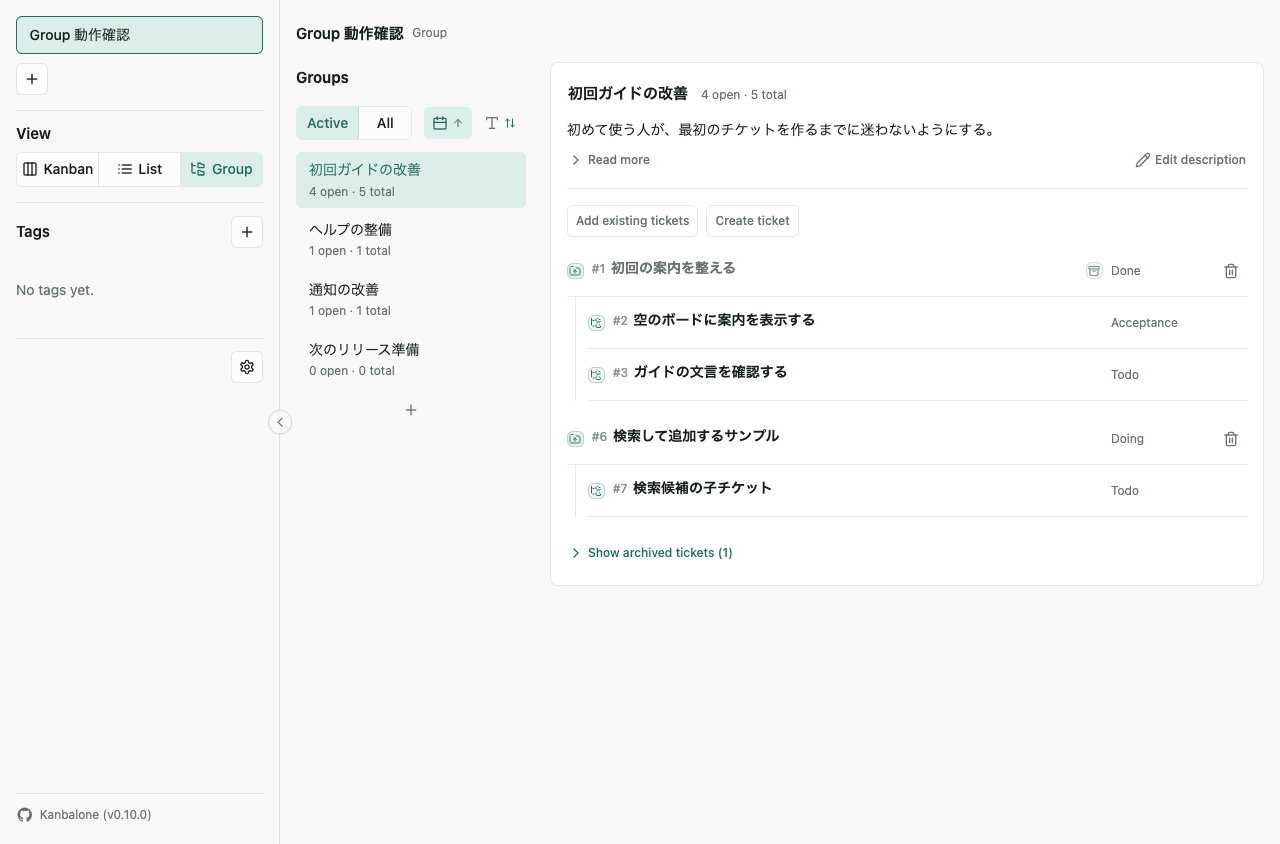 Group 動作確認
View
Kanban
List
Group
Tags
No tags yet.
Kanbalone (v0.10.0)
Group 動作確認 Group
Groups
Active
All
初回ガイドの改善
4 open · 5 total
ヘルプの整備
1 open · 1 total
通知の改善
1 open · 1 total
次のリリース準備
0 open · 0 total
初回ガイドの改善 4 open · 5 total
初めて使う人が、最初のチケットを作るまでに迷わないようにする。
Read more
Edit description
Add existing tickets
Create ticket
#1 初回の案内を整える Done
#2 空のボードに案内を表示する Acceptance
#3 ガイドの文言を確認する Todo
#6 検索して追加するサンプル Doing
#7 検索候補の子チケット Todo
Show archived tickets (1)